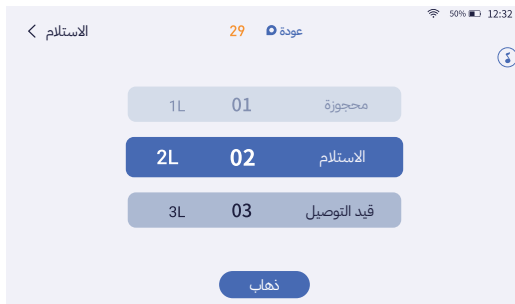 50% 12:32
الاستلام 29 عودة
محجوزة 01 1L
الاستلام 02 2L
قيد التوصيل 03 3L
ذهاب